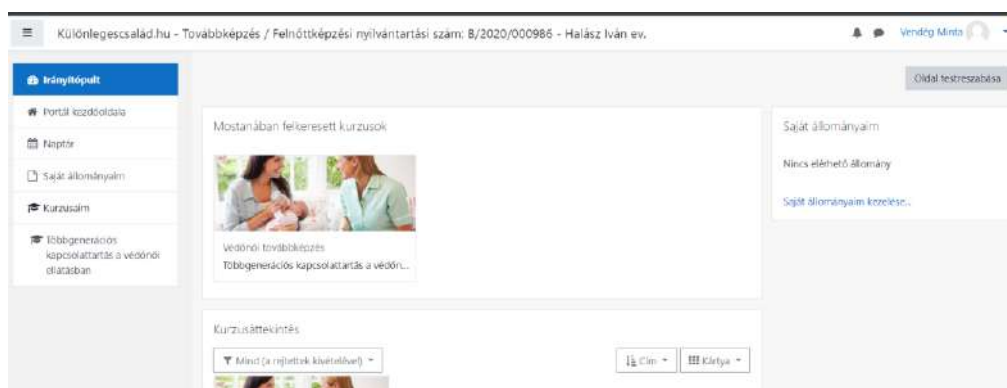 Különlegescsalád.hu - Továbbképzés / Felnőttképzési nyilvántartási szám: B/2020/000986 - Halász Iván ev.
Vendég Minta
Irányítópult
Portál kezdőoldala
Naptár
Saját állományaim
Kurzusaim
Többgenerációs
kapcsolattartás a védőnői
ellátásban
Oldal testreszabása
Mostanában felkeresett kurzusok
Védőnői továbbképzés
Többgenerációs kapcsolattartás a védőn...
Kurzusáttekintés
Mind (a rejtettek kivételével)
Cím
Kártya
Saját állományaim
Nincs elérhető állomány
Saját állományaim kezelése...